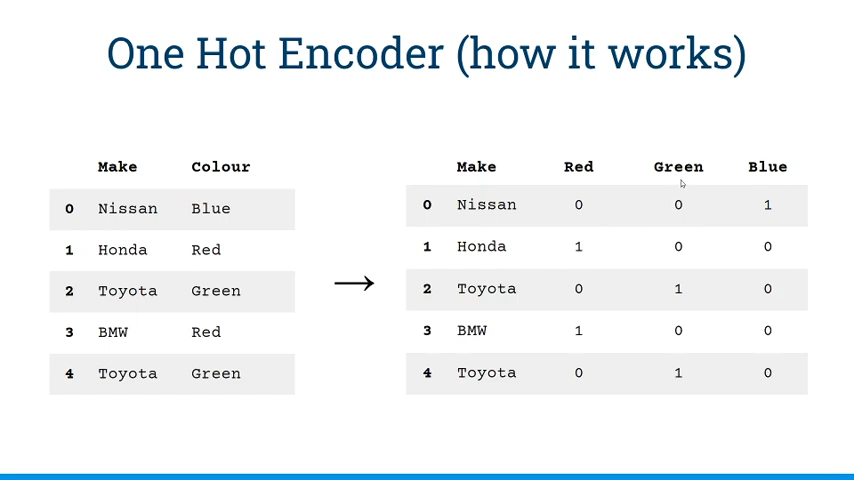 One Hot Encoder (how it works)
Make Colour
0 Nissan Blue
1 Honda Red
2 Toyota Green
3 BMW Red
4 Toyota Green
→
Make Red Green Blue
0 Nissan 0 0 1
1 Honda 1 0 0
2 Toyota 0 1 0
3 BMW 1 0 0
4 Toyota 0 1 0